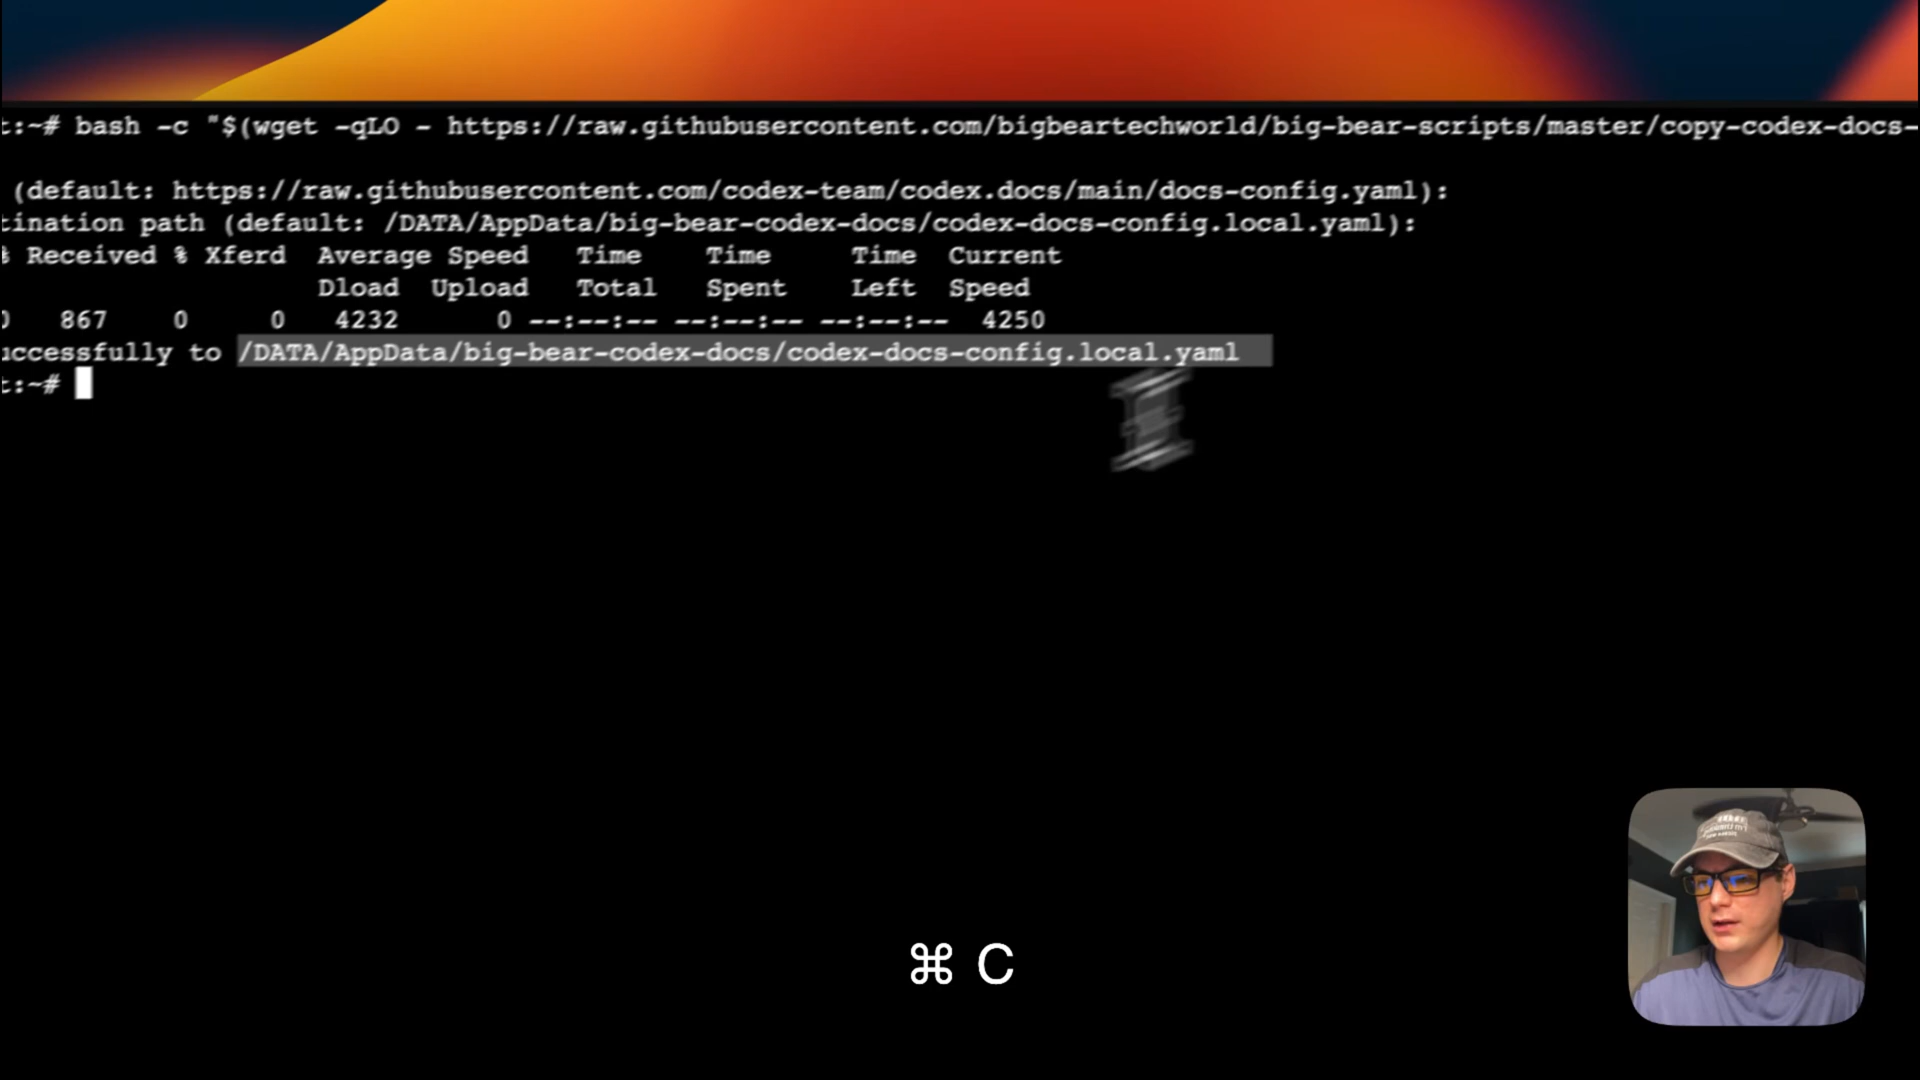 :~# bash -c "$(wget -qLO - https://raw.githubusercontent.com/bigbeartechworld/big-bear-scripts/master/copy-codex-docs-
(default: https://raw.githubusercontent.com/codex-team/codex.docs/main/docs-config.yaml):
tination path (default: /DATA/AppData/big-bear-codex-docs/codex-docs-config.local.yaml):
% Received % Xferd Average Speed Time Time Time Current
Dload Upload Total Spent Left Speed
0 867 0 0 4232 0 --:--:-- --:--:-- --:--:-- 4250
uccessfully to /DATA/AppData/big-bear-codex-docs/codex-docs-config.local.yaml
:~#
⌘ C